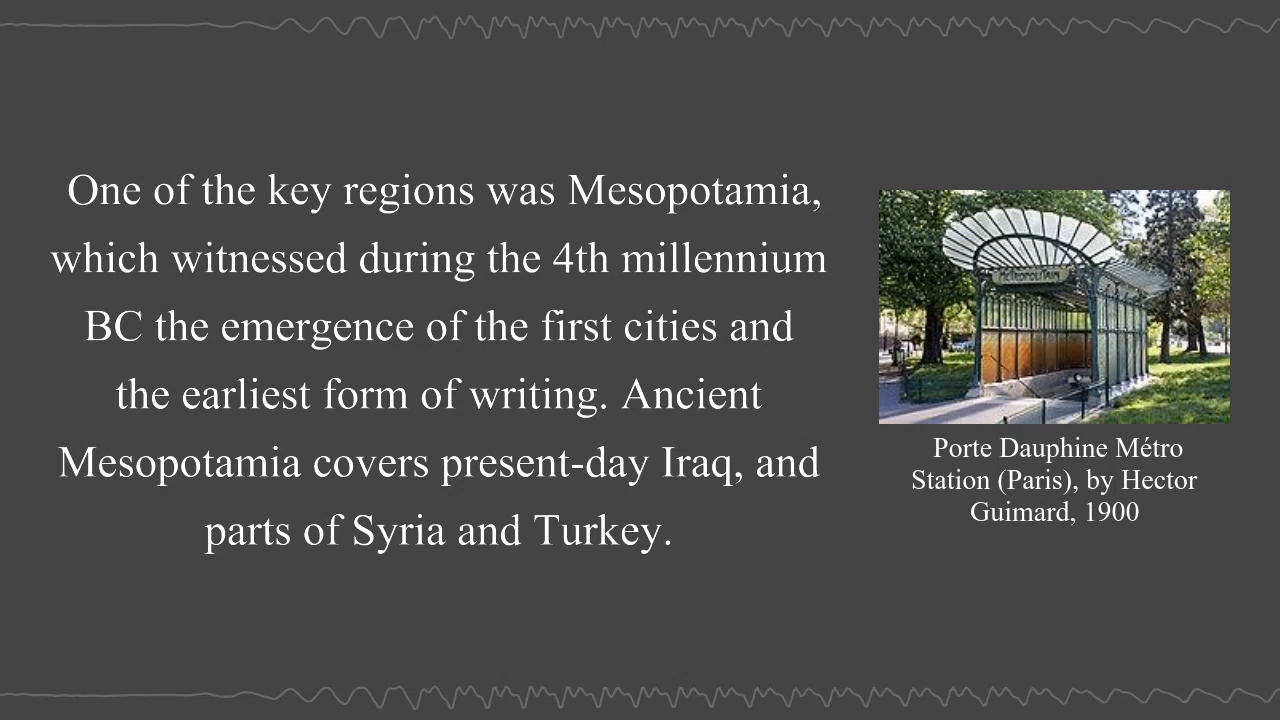 One of the key regions was Mesopotamia,
which witnessed during the 4th millennium
BC the emergence of the first cities and
the earliest form of writing. Ancient
Mesopotamia covers present-day Iraq, and
parts of Syria and Turkey.
METROPOLITAIN
Porte Dauphine Métro
Station (Paris), by Hector
Guimard, 1900